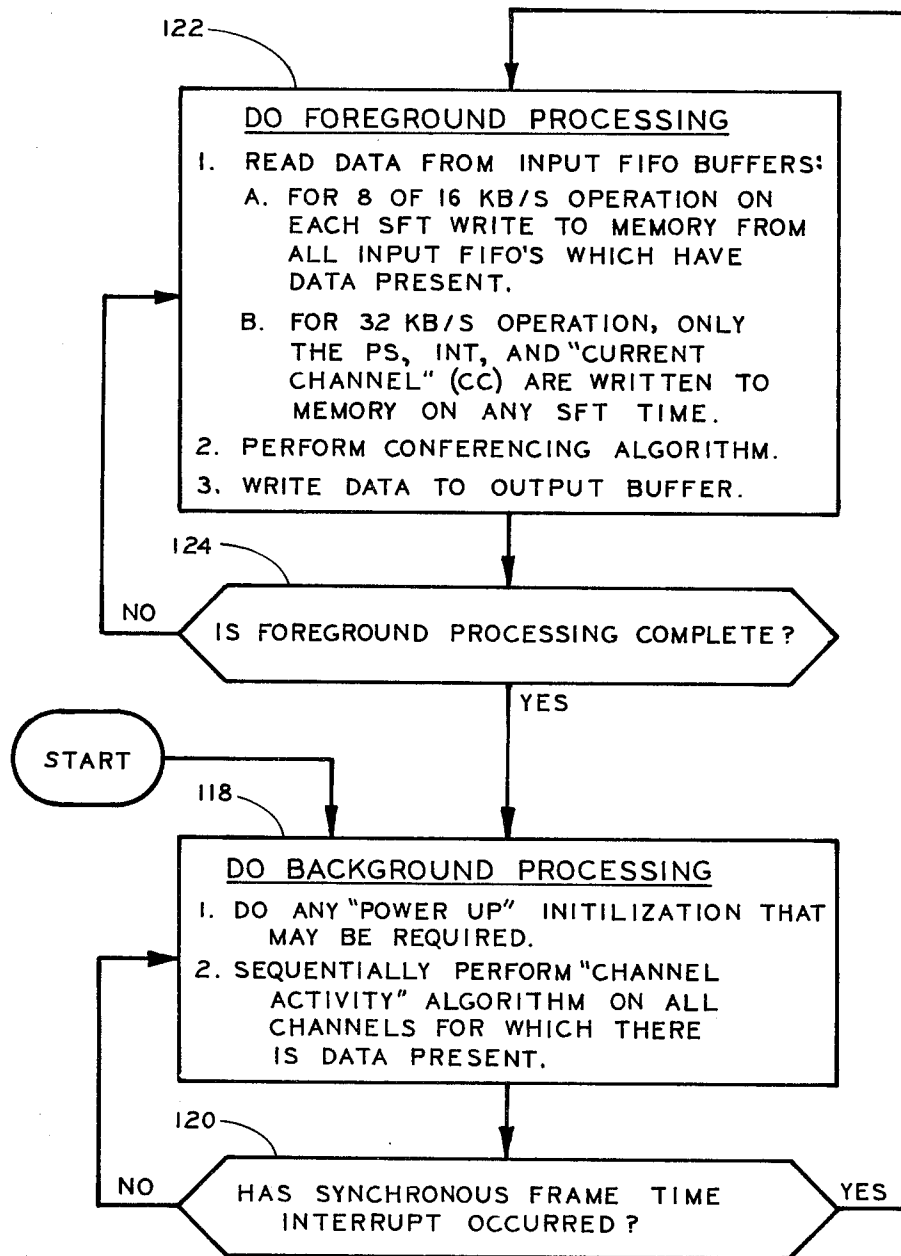 122
DO FOREGROUND PROCESSING
1. READ DATA FROM INPUT FIFO BUFFERS:
A. FOR 8 OF 16 KB/S OPERATION ON
EACH SFT WRITE TO MEMORY FROM
ALL INPUT FIFO'S WHICH HAVE
DATA PRESENT.
B. FOR 32 KB/S OPERATION, ONLY
THE PS, INT, AND "CURRENT
CHANNEL" (CC) ARE WRITTEN TO
MEMORY ON ANY SFT TIME.
2. PERFORM CONFERENCING ALGORITHM.
3. WRITE DATA TO OUTPUT BUFFER.
124
NO
IS FOREGROUND PROCESSING COMPLETE?
YES
START
118
DO BACKGROUND PROCESSING
1. DO ANY "POWER UP" INITILIZATION THAT
MAY BE REQUIRED.
2. SEQUENTIALLY PERFORM "CHANNEL
ACTIVITY" ALGORITHM ON ALL
CHANNELS FOR WHICH THERE
IS DATA PRESENT.
120
NO
HAS SYNCHRONOUS FRAME TIME
INTERRUPT OCCURRED?
YES